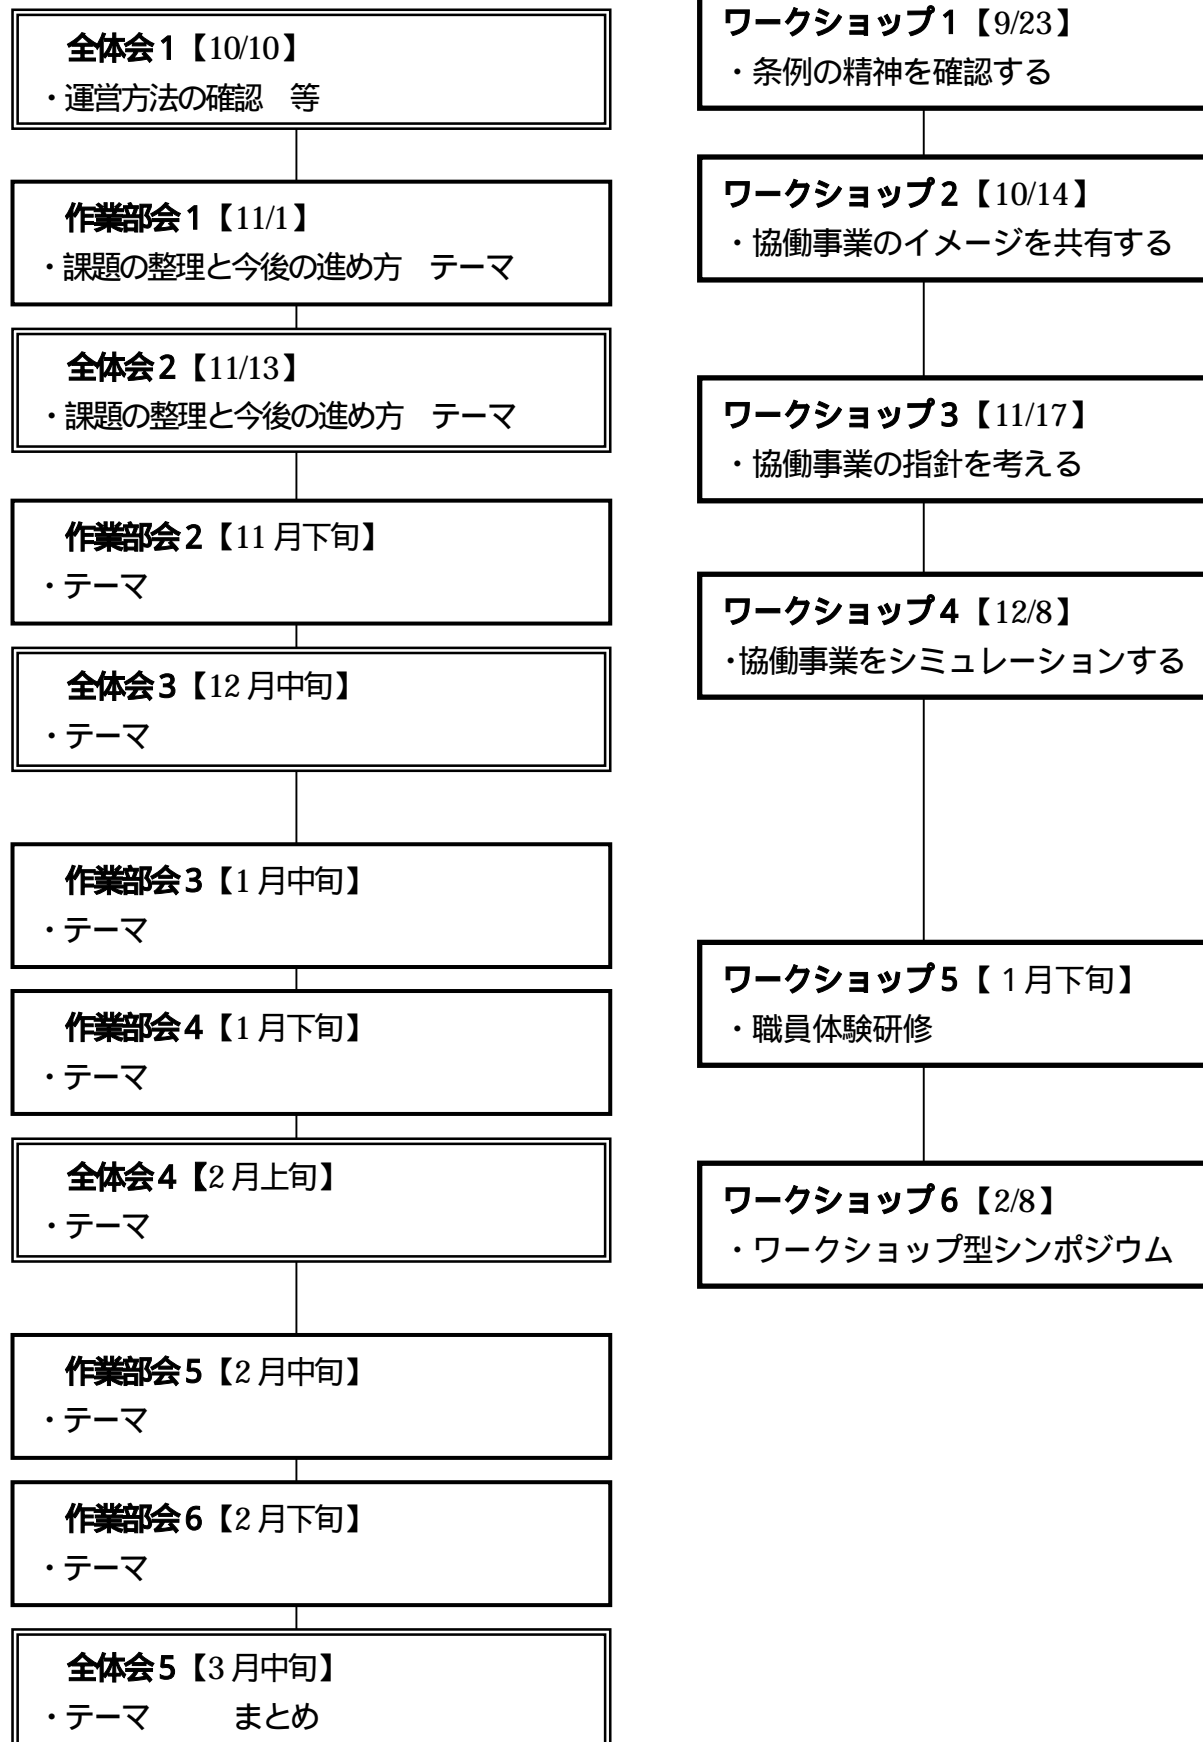 全体会1【10/10】
・運営方法の確認　等
作業部会1【11/1】
・課題の整理と今後の進め方　テーマ
全体会2【11/13】
・課題の整理と今後の進め方　テーマ
作業部会2【11月下旬】
・テーマ
全体会3【12月中旬】
・テーマ
作業部会3【1月中旬】
・テーマ
作業部会4【1月下旬】
・テーマ
全体会4【2月上旬】
・テーマ
作業部会5【2月中旬】
・テーマ
作業部会6【2月下旬】
・テーマ
全体会5【3月中旬】
・テーマ　　　まとめ
ワークショップ1【9/23】
・条例の精神を確認する
ワークショップ2【10/14】
・協働事業のイメージを共有する
ワークショップ3【11/17】
・協働事業の指針を考える
ワークショップ4【12/8】
・協働事業をシミュレーションする
ワークショップ5【1月下旬】
・職員体験研修
ワークショップ6【2/8】
・ワークショップ型シンポジウム